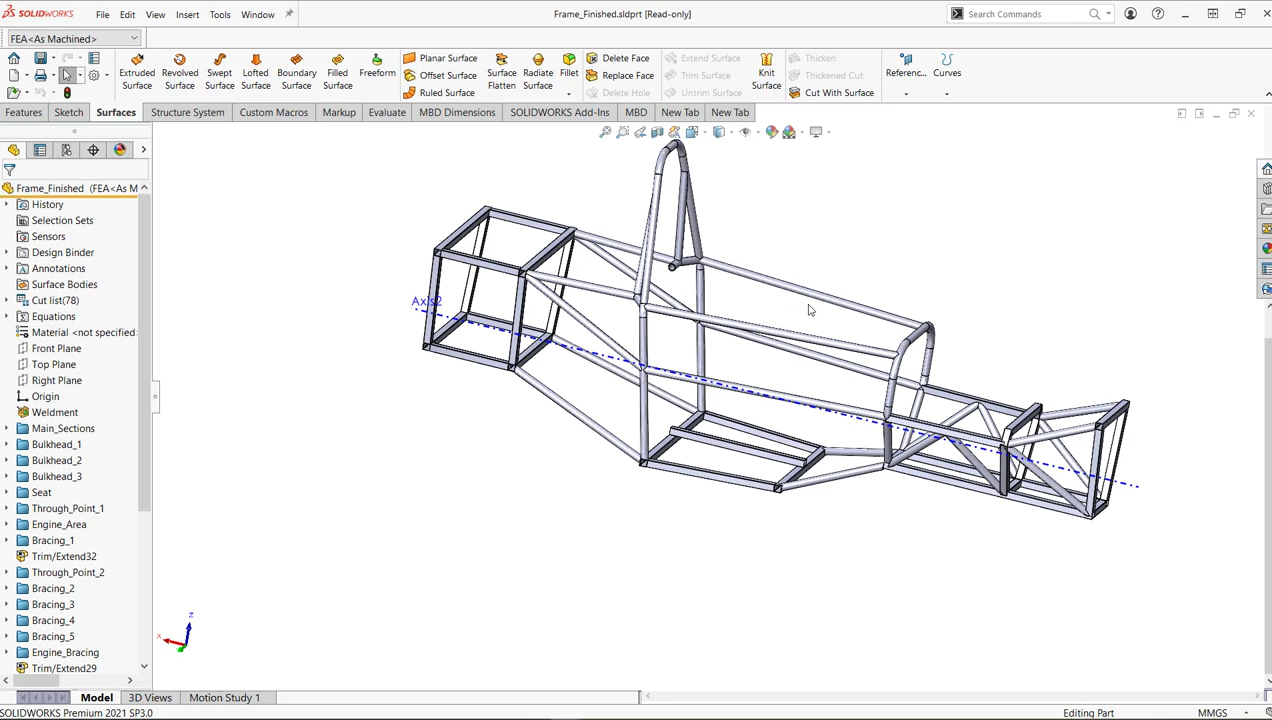 SOLIDWORKS File Edit View Insert Tools Window Frame_Finished.sldprt [Read-only] Search Commands
FEA<As Machined>
Extruded Surface
Revolved Surface
Swept Surface
Lofted Surface
Boundary Surface
Filled Surface
Freeform
Planar Surface
Offset Surface
Ruled Surface
Surface Flatten
Radiate Surface
Fillet
Delete Face
Replace Face
Delete Hole
Extend Surface
Trim Surface
Untrim Surface
Knit Surface
Thicken
Thickened Cut
Cut With Surface
Referenc...
Curves
Features Sketch Surfaces Structure System Custom Macros Markup Evaluate MBD Dimensions SOLIDWORKS Add-Ins MBD New Tab New Tab
Frame_Finished (FEA<As M
History
Selection Sets
Sensors
Design Binder
Annotations
Surface Bodies
Cut list(78)
Equations
Material <not specified
Front Plane
Top Plane
Right Plane
Origin
Weldment
Main_Sections
Bulkhead_1
Bulkhead_2
Bulkhead_3
Seat
Through_Point_1
Engine_Area
Bracing_1
Trim/Extend32
Through_Point_2
Bracing_2
Bracing_3
Bracing_4
Bracing_5
Engine_Bracing
Trim/Extend29
Axis2
z
x
Model 3D Views Motion Study 1
SOLIDWORKS Premium 2021 SP3.0 Editing Part MMGS